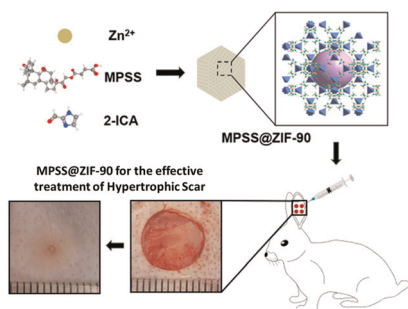 Zn²⁺
MPSS
2-ICA
MPSS@ZIF-90
MPSS@ZIF-90 for the effective
treatment of Hypertrophic Scar